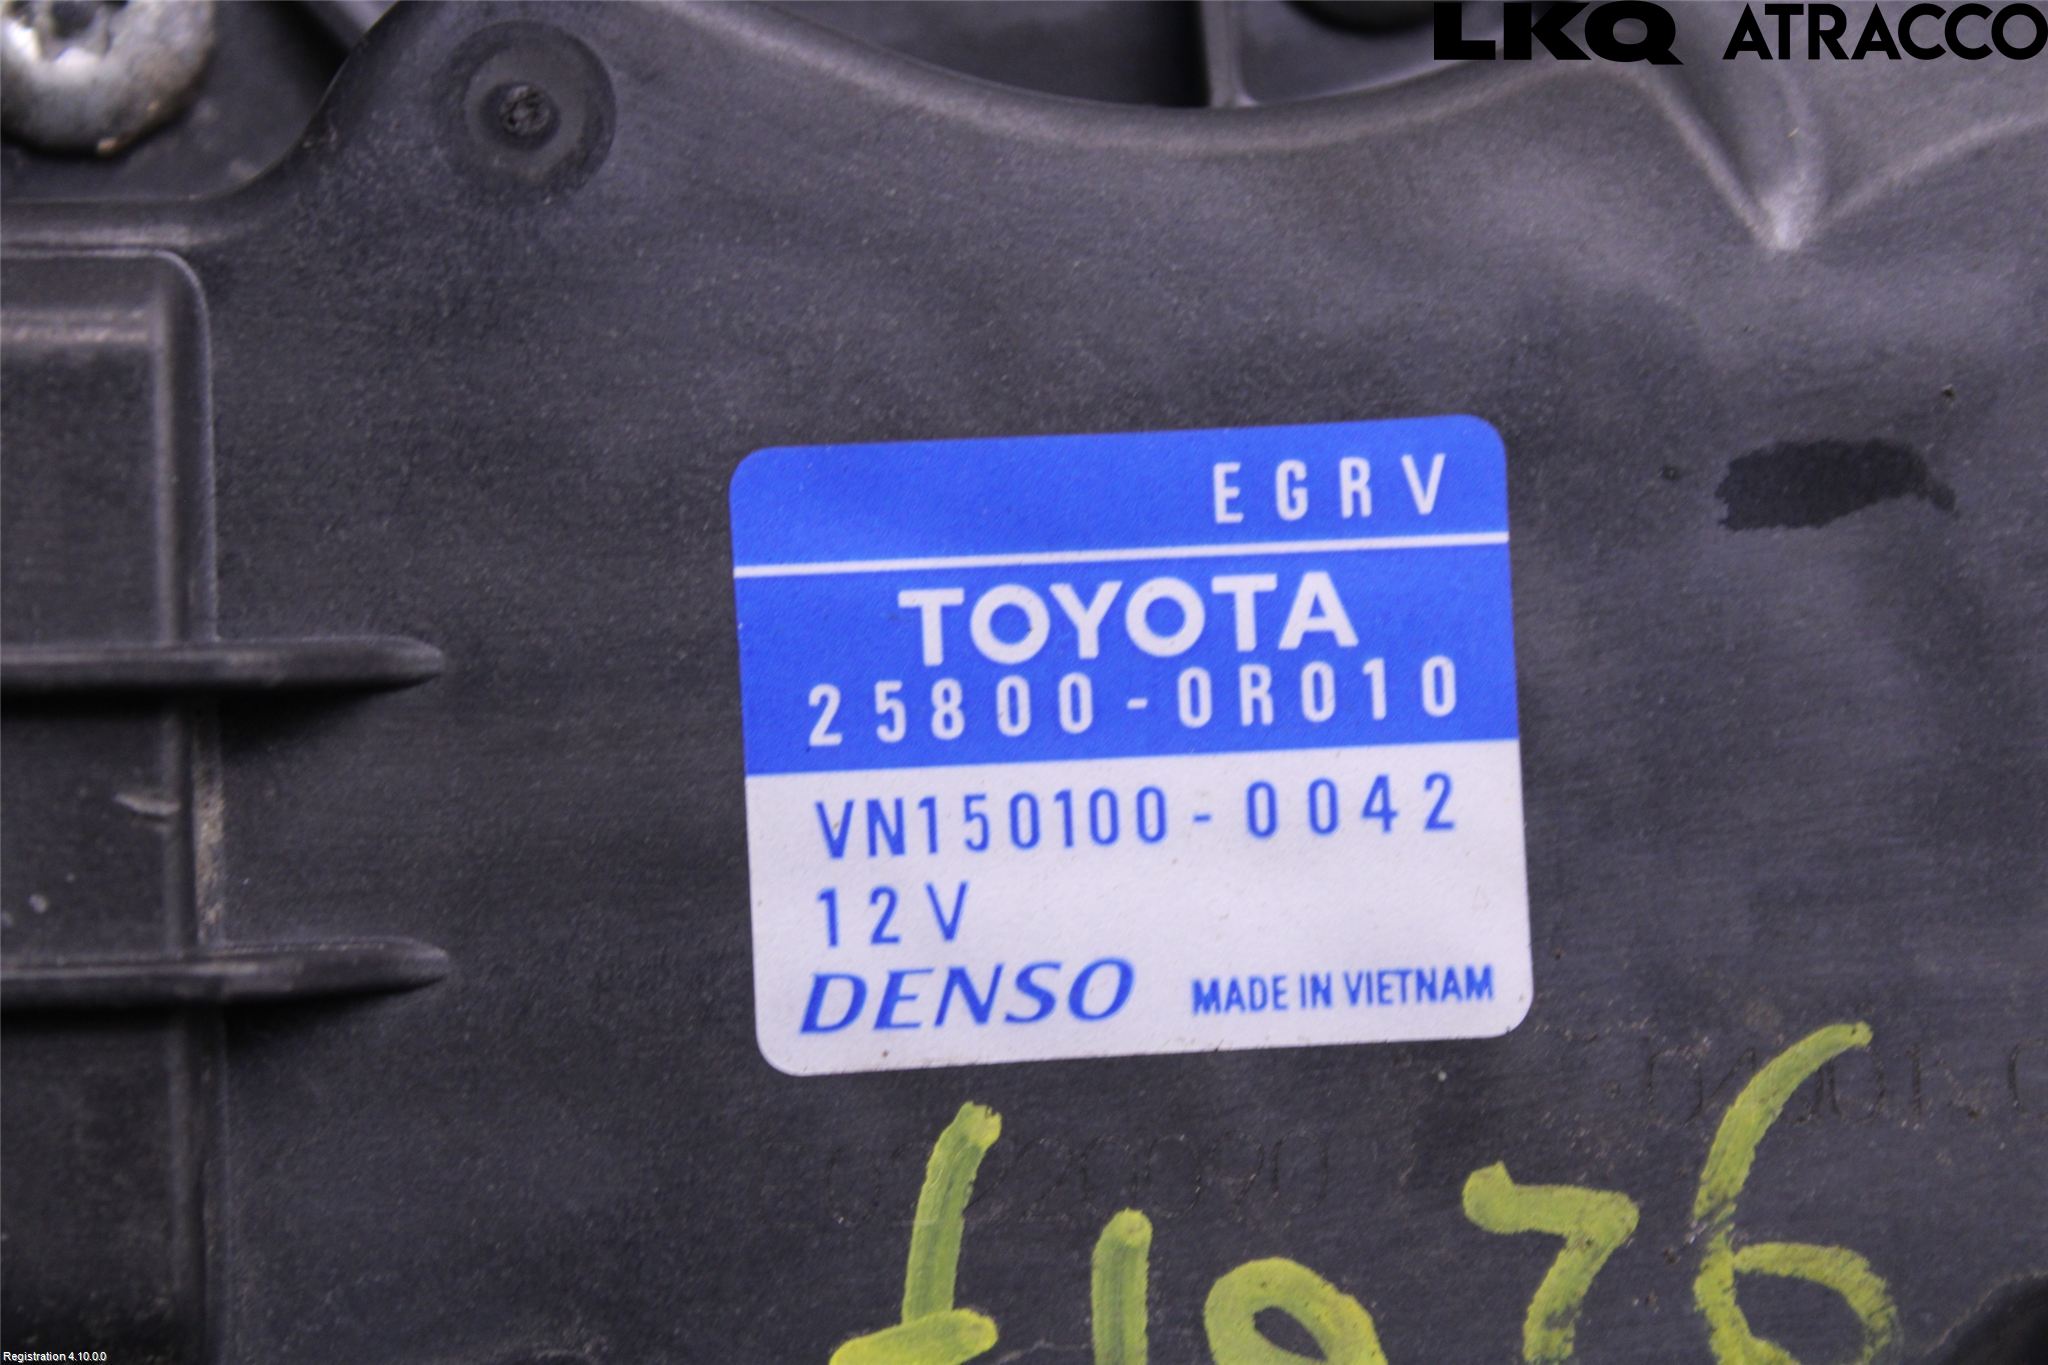 LKQ ATRACCO
EGRV
TOYOTA
25800-0R010
VN150100-0042
12V
DENSO MADE IN VIETNAM
Registration 4.10.0.0